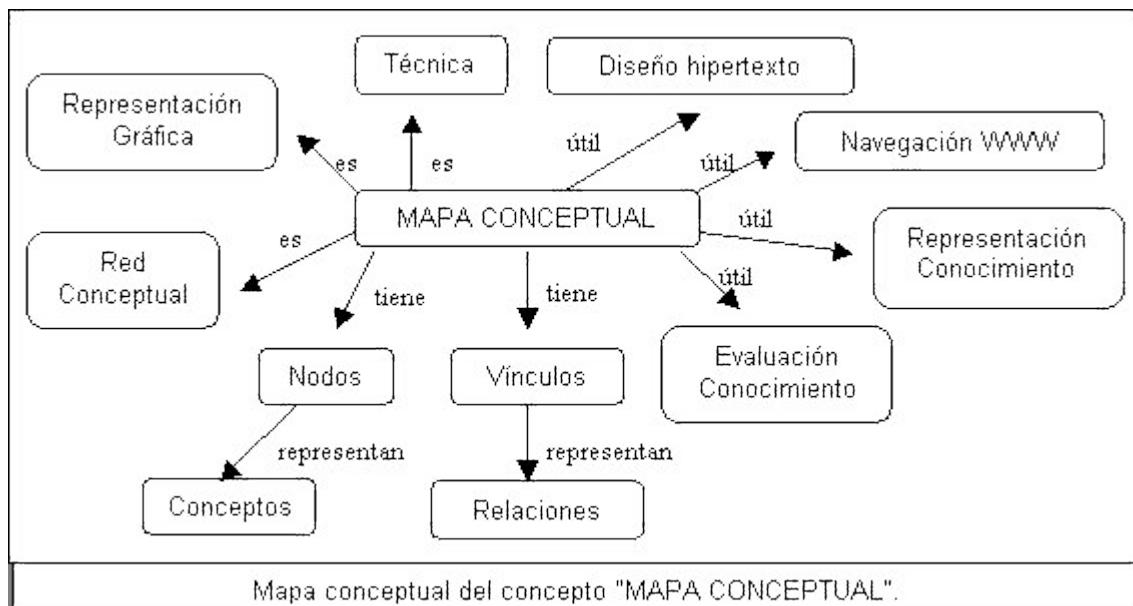 Técnica
Diseño hipertexto
Representación
Gráfica
Navegación WWW
es
es
útil
útil
MAPA CONCEPTUAL
útil
Representación
Conocimiento
es
Red
Conceptual
tiene
tiene
útil
Nodos
Vínculos
Evaluación
Conocimiento
representan
representan
Conceptos
Relaciones
Mapa conceptual del concepto "MAPA CONCEPTUAL".